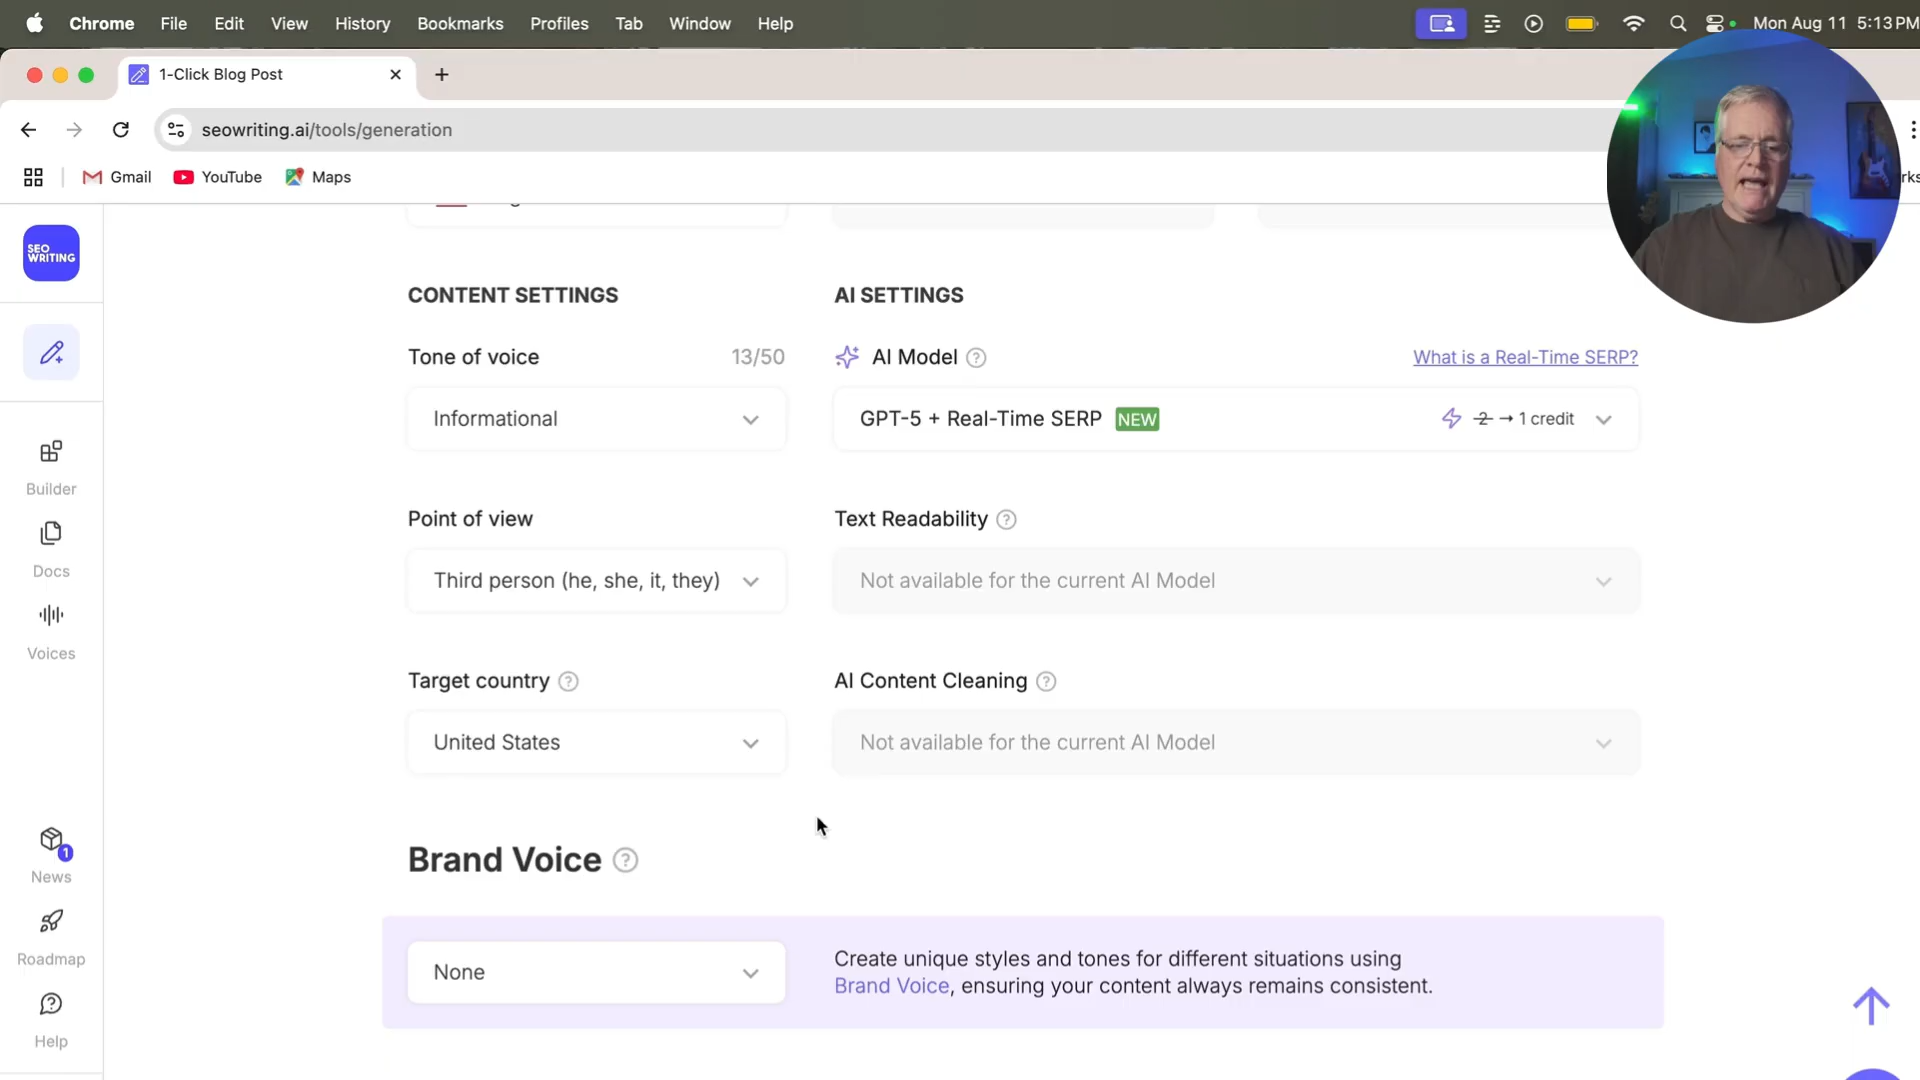 Chrome File Edit View History Bookmarks Profiles Tab Window Help Mon Aug 11 5:13PM
1-Click Blog Post
seowriting.ai/tools/generation
Gmail YouTube Maps
SEO
WRITING
CONTENT SETTINGS AI SETTINGS
Tone of voice 13/50 AI Model What is a Real-Time SERP?
Informational GPT-5 + Real-Time SERP NEW 2 → 1 credit
Builder
Point of view Text Readability
Docs
Third person (he, she, it, they) Not available for the current AI Model
Voices
Target country AI Content Cleaning
United States Not available for the current AI Model
Brand Voice
1
News
None
Create unique styles and tones for different situations using
Brand Voice, ensuring your content always remains consistent.
Roadmap
Help